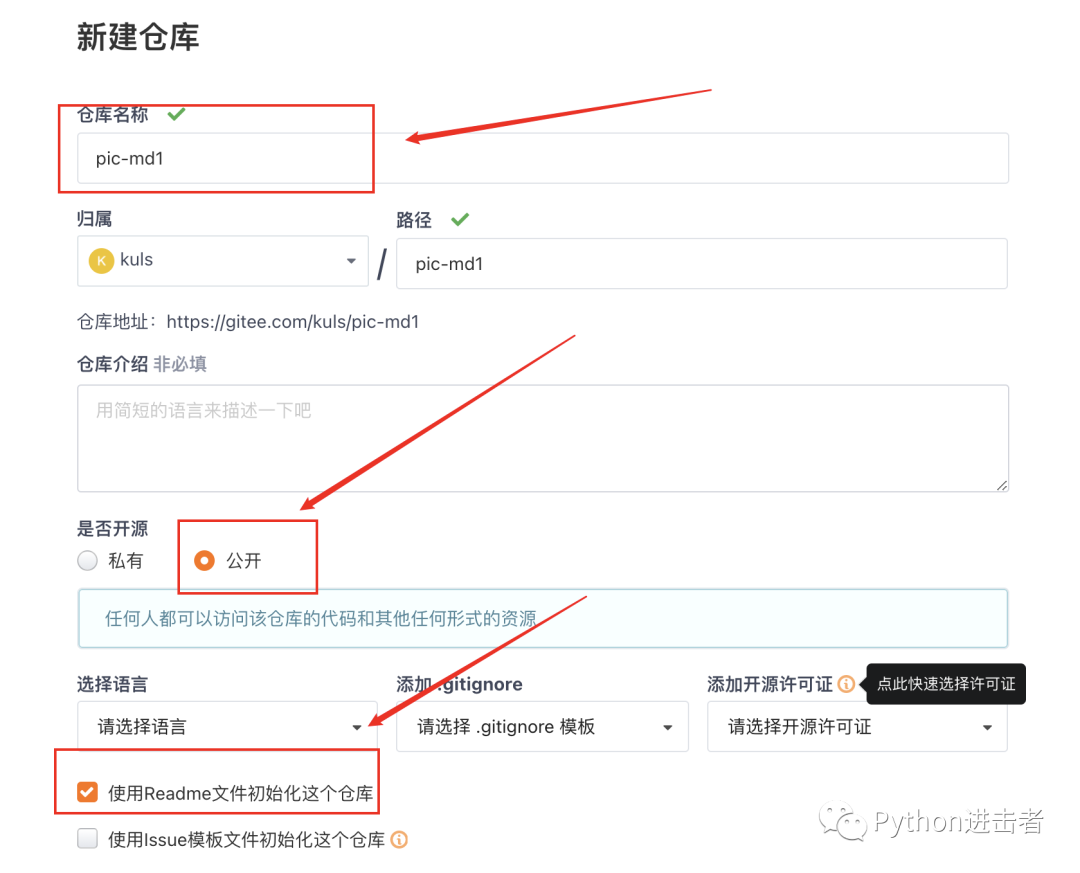 新建仓库
仓库名称
pic-md1
归属
路径
K kuls
/
pic-md1
仓库地址：https://gitee.com/kuls/pic-md1
仓库介绍 非必填
用简短的语言来描述一下吧
是否开源
私有
公开
任何人都可以访问该仓库的代码和其他任何形式的资源
选择语言
添加 .gitignore
添加开源许可证
点此快速选择许可证
请选择语言
请选择 .gitignore 模板
请选择开源许可证
使用Readme文件初始化这个仓库
使用Issue模板文件初始化这个仓库
Python进击者